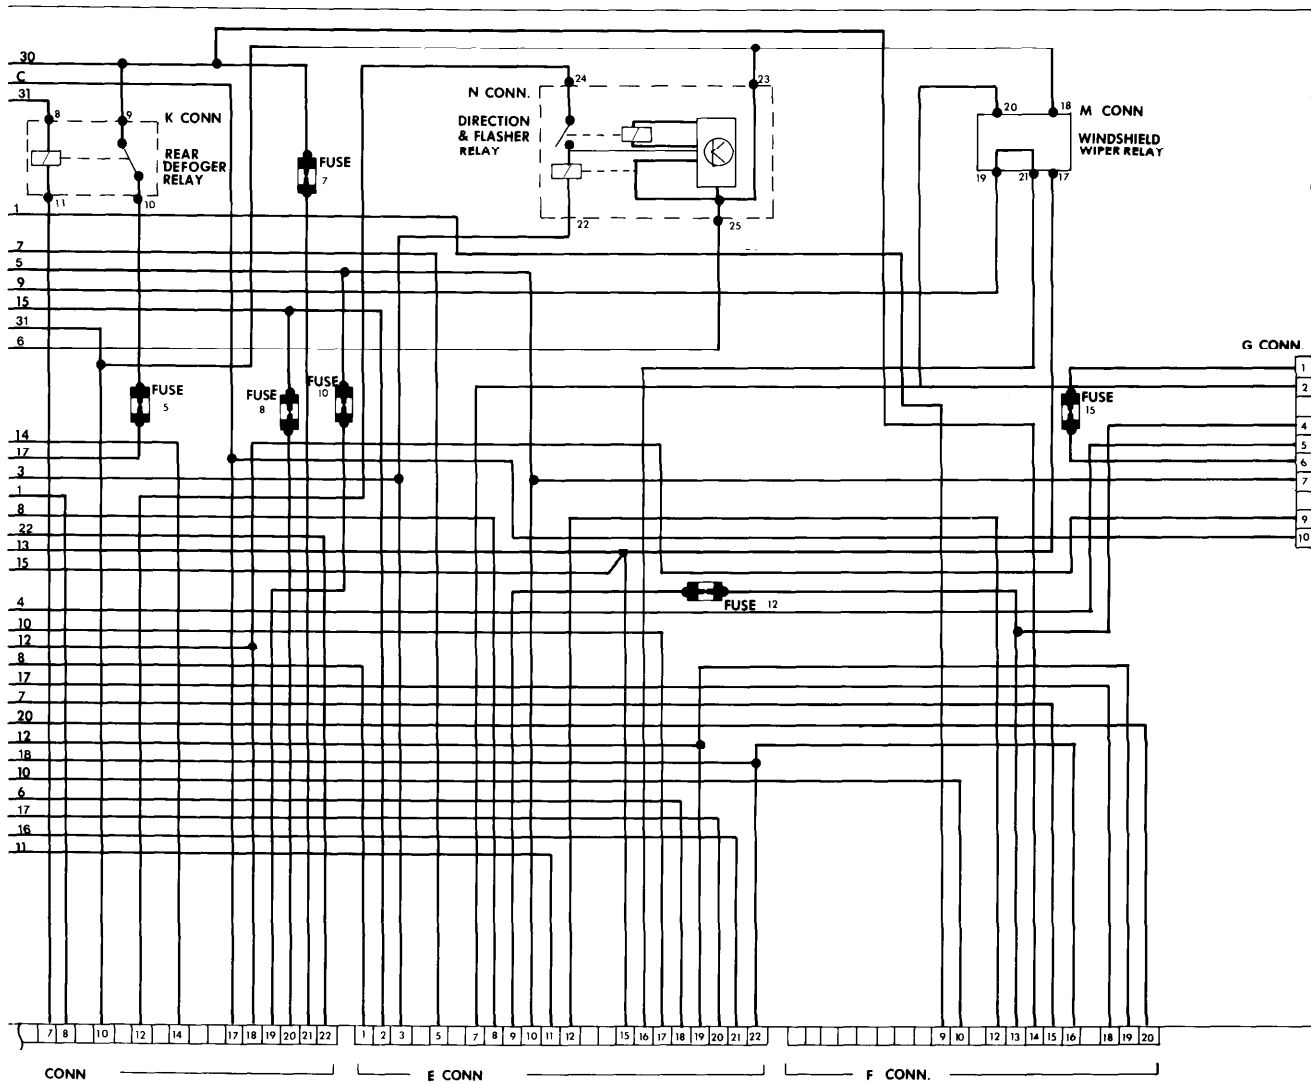 30
C
31
8
9
K CONN
REAR
DEFOGER
RELAY
11
10
FUSE
7
N CONN.
DIRECTION
& FLASHER
RELAY
24
23
22
25
20
18
M CONN
WINDSHIELD
WIPER RELAY
19
21
17
1
7
5
9
15
31
6
G CONN.
FUSE
5
FUSE
8
FUSE
10
FUSE
15
1
2
4
5
6
7
9
10
14
17
3
1
8
22
13
15
4
10
12
8
17
7
20
12
18
10
6
17
16
11
FUSE 12
7 8 10 12 14 17 18 19 20 21 22
1 2 3 5 7 8 9 10 11 12 15 16 17 18 19 20 21 22
9 10 12 13 14 15 16 18 19 20
CONN
E CONN
F CONN.